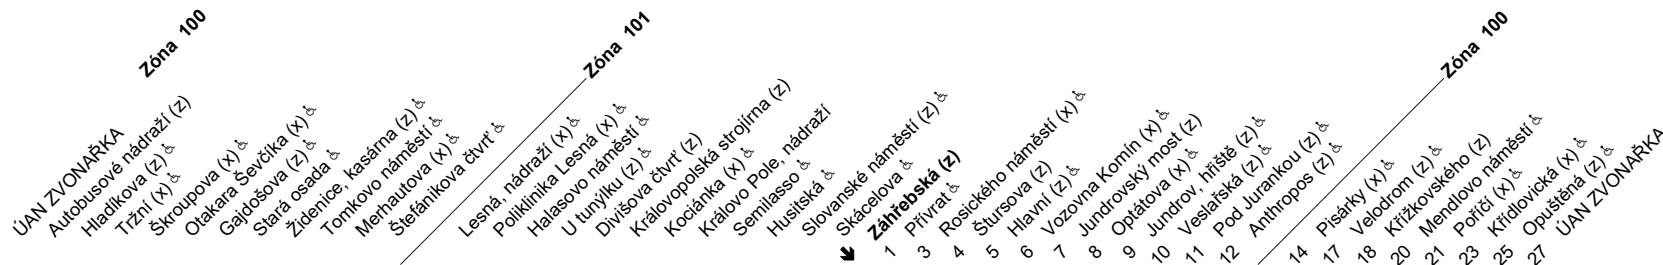 Zóna 100
ÚAN ZVONAŘKA
Autobusové nádraží (z)
Hladíkova (z) ♿
Tržní (x) ♿
Škroupova (x) ♿
Otakara Ševčíka (x) ♿
Gajdošova (z) ♿
Stará osada ♿
Židenice, kasárna (z) ♿
Tomkovo náměstí ♿
Merhautova (x) ♿
Štefánikova čtvrť ♿
Zóna 101
Lesná, nádraží (x) ♿
Poliklinika Lesná (x) ♿
Halasovo náměstí ♿
U tunýlku (z) ♿
Divišova čtvrť (z)
Královopolská strojírna (z)
Kociánka (x) ♿
Královo Pole, nádraží
Semilasso ♿
Husitská ♿
Slovanské náměstí (z) ♿
Skácelova ♿
Záhřebská (z)
1 Přívrat ♿
3 Rosického náměstí (x) ♿
4 Štursova (z)
5 Hlavní (z) ♿
6 Vozovna Komín (x) ♿
7 Jundrovský most (z)
8 Optátova (x) ♿
9 Jundrov, hřiště (z) ♿
10 Veslařská (z) ♿
11 Pod Jurankou (z) ♿
12 Anthropos (z) ♿
Zóna 100
14 Pisárky (x) ♿
17 Velodrom (z) ♿
18 Křížkovského (z)
20 Mendlovo náměstí ♿
21 Poříčí (x) ♿
23 Křídlovická (x) ♿
25 Opuštěná (z) ♿
27 ÚAN ZVONAŘKA